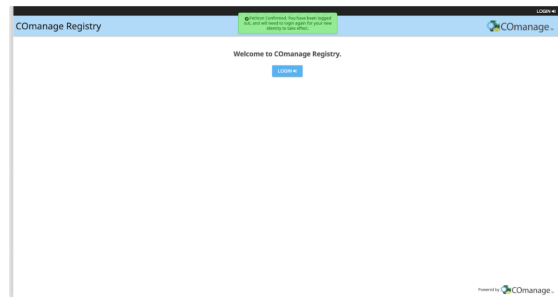 LOGIN
COmanage Registry
Petition Confirmed. You have been logged
out, and will need to login again for your new
identity to take effect.
COmanage
Welcome to COmanage Registry.
LOGIN
Powered by COmanage